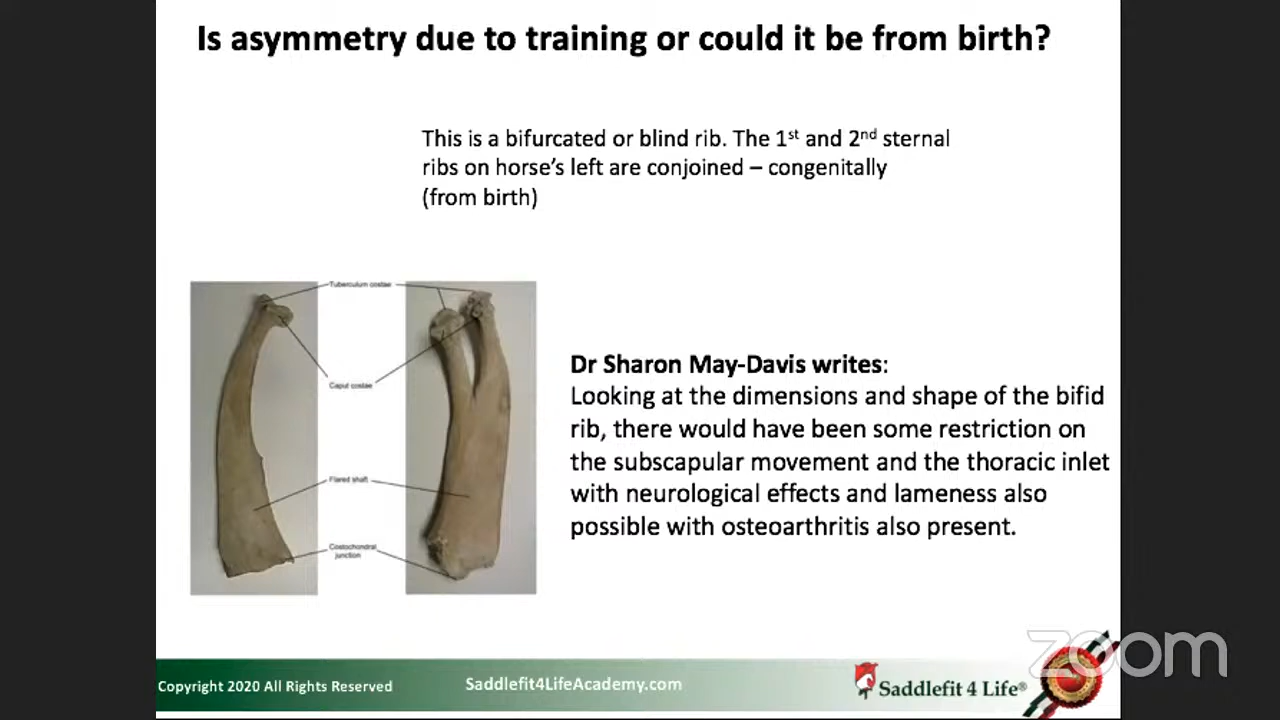 Is asymmetry due to training or could it be from birth?
This is a bifurcated or blind rib. The 1st and 2nd sternal
ribs on horse's left are conjoined – congenitally
(from birth)
Tuberculum costae
Caput costae
Flared shaft
Costochondral
junction
Dr Sharon May-Davis writes:
Looking at the dimensions and shape of the bifid
rib, there would have been some restriction on
the subscapular movement and the thoracic inlet
with neurological effects and lameness also
possible with osteoarthritis also present.
Copyright 2020 All Rights Reserved
Saddlefit4LifeAcademy.com
Saddlefit 4 Life®
zoom